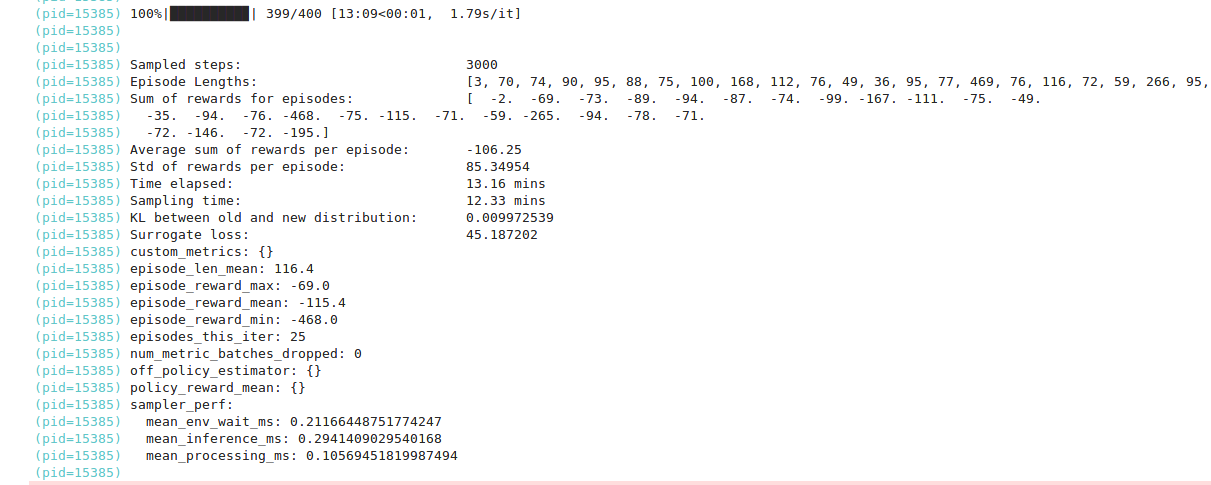 (pid=15385) 100%|██████████| 399/400 [13:09<00:01,  1.79s/it]
(pid=15385)
(pid=15385)
(pid=15385) Sampled steps:                            3000
(pid=15385) Episode Lengths:                          [3, 70, 74, 90, 95, 88, 75, 100, 168, 112, 76, 49, 36, 95, 77, 469, 76, 116, 72, 59, 266, 95,
(pid=15385) Sum of rewards for episodes:              [  -2.  -69.  -73.  -89.  -94.  -87.  -74.  -99. -167. -111.  -75.  -49.
(pid=15385)   -35.  -94.  -76. -468.  -75. -115.  -71.  -59. -265.  -94.  -78.  -71.
(pid=15385)   -72. -146.  -72. -195.]
(pid=15385) Average sum of rewards per episode:       -106.25
(pid=15385) Std of rewards per episode:               85.34954
(pid=15385) Time elapsed:                             13.16 mins
(pid=15385) Sampling time:                            12.33 mins
(pid=15385) KL between old and new distribution:      0.009972539
(pid=15385) Surrogate loss:                           45.187202
(pid=15385) custom_metrics: {}
(pid=15385) episode_len_mean: 116.4
(pid=15385) episode_reward_max: -69.0
(pid=15385) episode_reward_mean: -115.4
(pid=15385) episode_reward_min: -468.0
(pid=15385) episodes_this_iter: 25
(pid=15385) num_metric_batches_dropped: 0
(pid=15385) off_policy_estimator: {}
(pid=15385) policy_reward_mean: {}
(pid=15385) sampler_perf:
(pid=15385)   mean_env_wait_ms: 0.21166448751774247
(pid=15385)   mean_inference_ms: 0.2941409029540168
(pid=15385)   mean_processing_ms: 0.10569451819987494
(pid=15385)